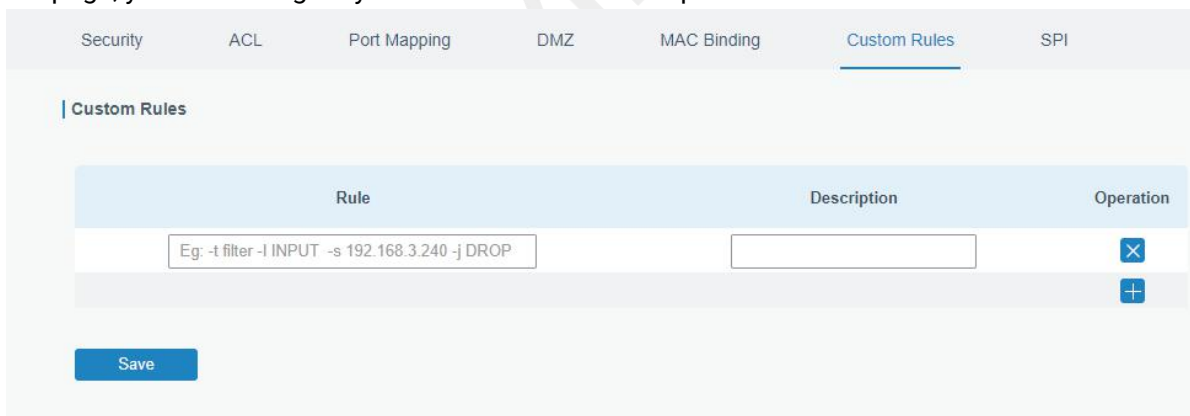 Security ACL Port Mapping DMZ MAC Binding Custom Rules SPI
Custom Rules
Rule Description Operation
Eg: -t filter -I INPUT -s 192.168.3.240 -j DROP
Save